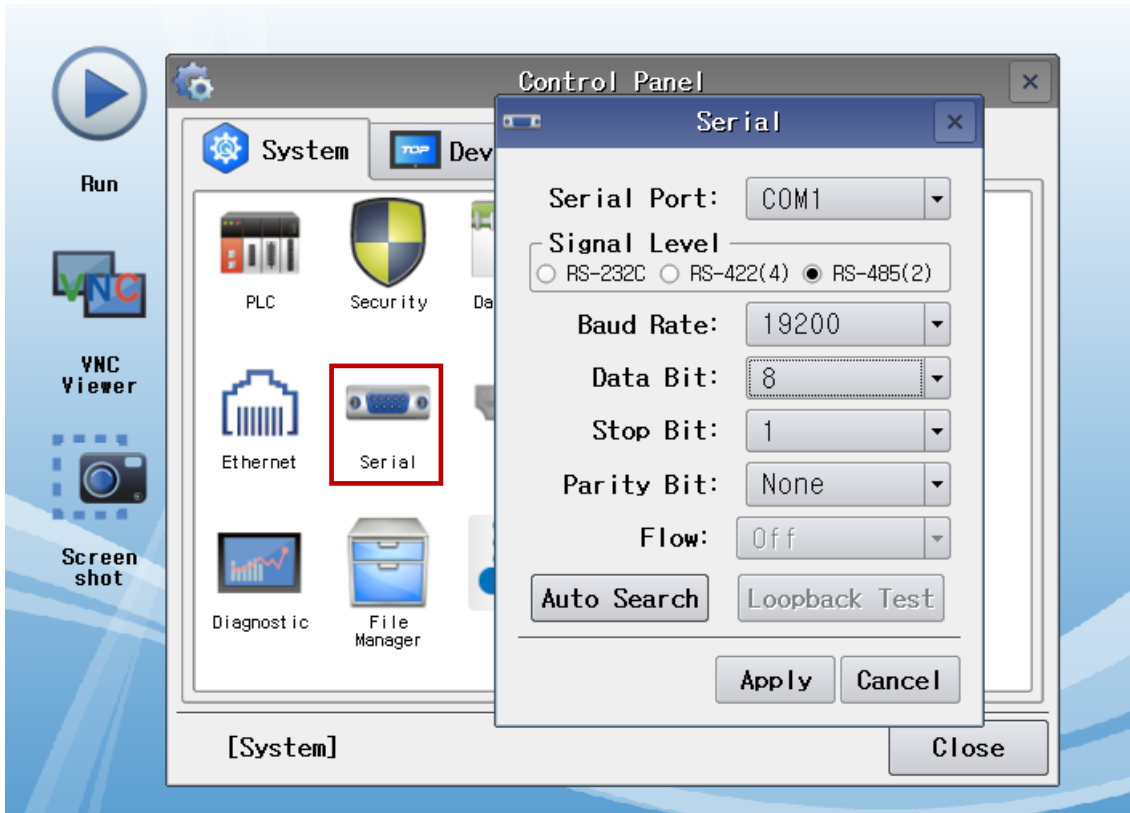 Control Panel
Run
VNC
VNC
Viewer
Screen
shot
System
TOP
Dev
PLC
Security
Da
Ethernet
Serial
Diagnostic
File
Manager
[System]
Close
Serial
Serial Port: COM1
Signal Level
RS-232C RS-422(4) RS-485(2)
Baud Rate: 19200
Data Bit: 8
Stop Bit: 1
Parity Bit: None
Flow: Off
Auto Search Loopback Test
Apply Cancel